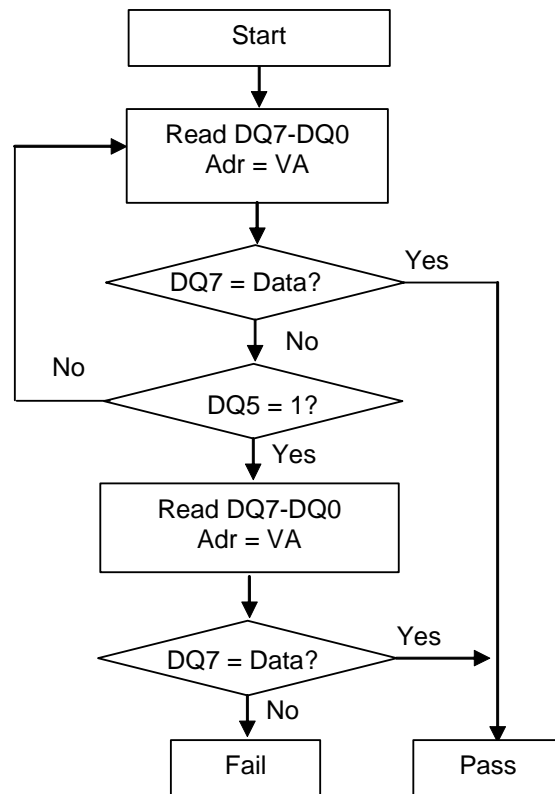 Start
Read DQ7-DQ0
Adr = VA
Yes
DQ7 = Data?
No
No
DQ5 = 1?
Yes
Read DQ7-DQ0
Adr = VA
Yes
DQ7 = Data?
No
Fail
Pass